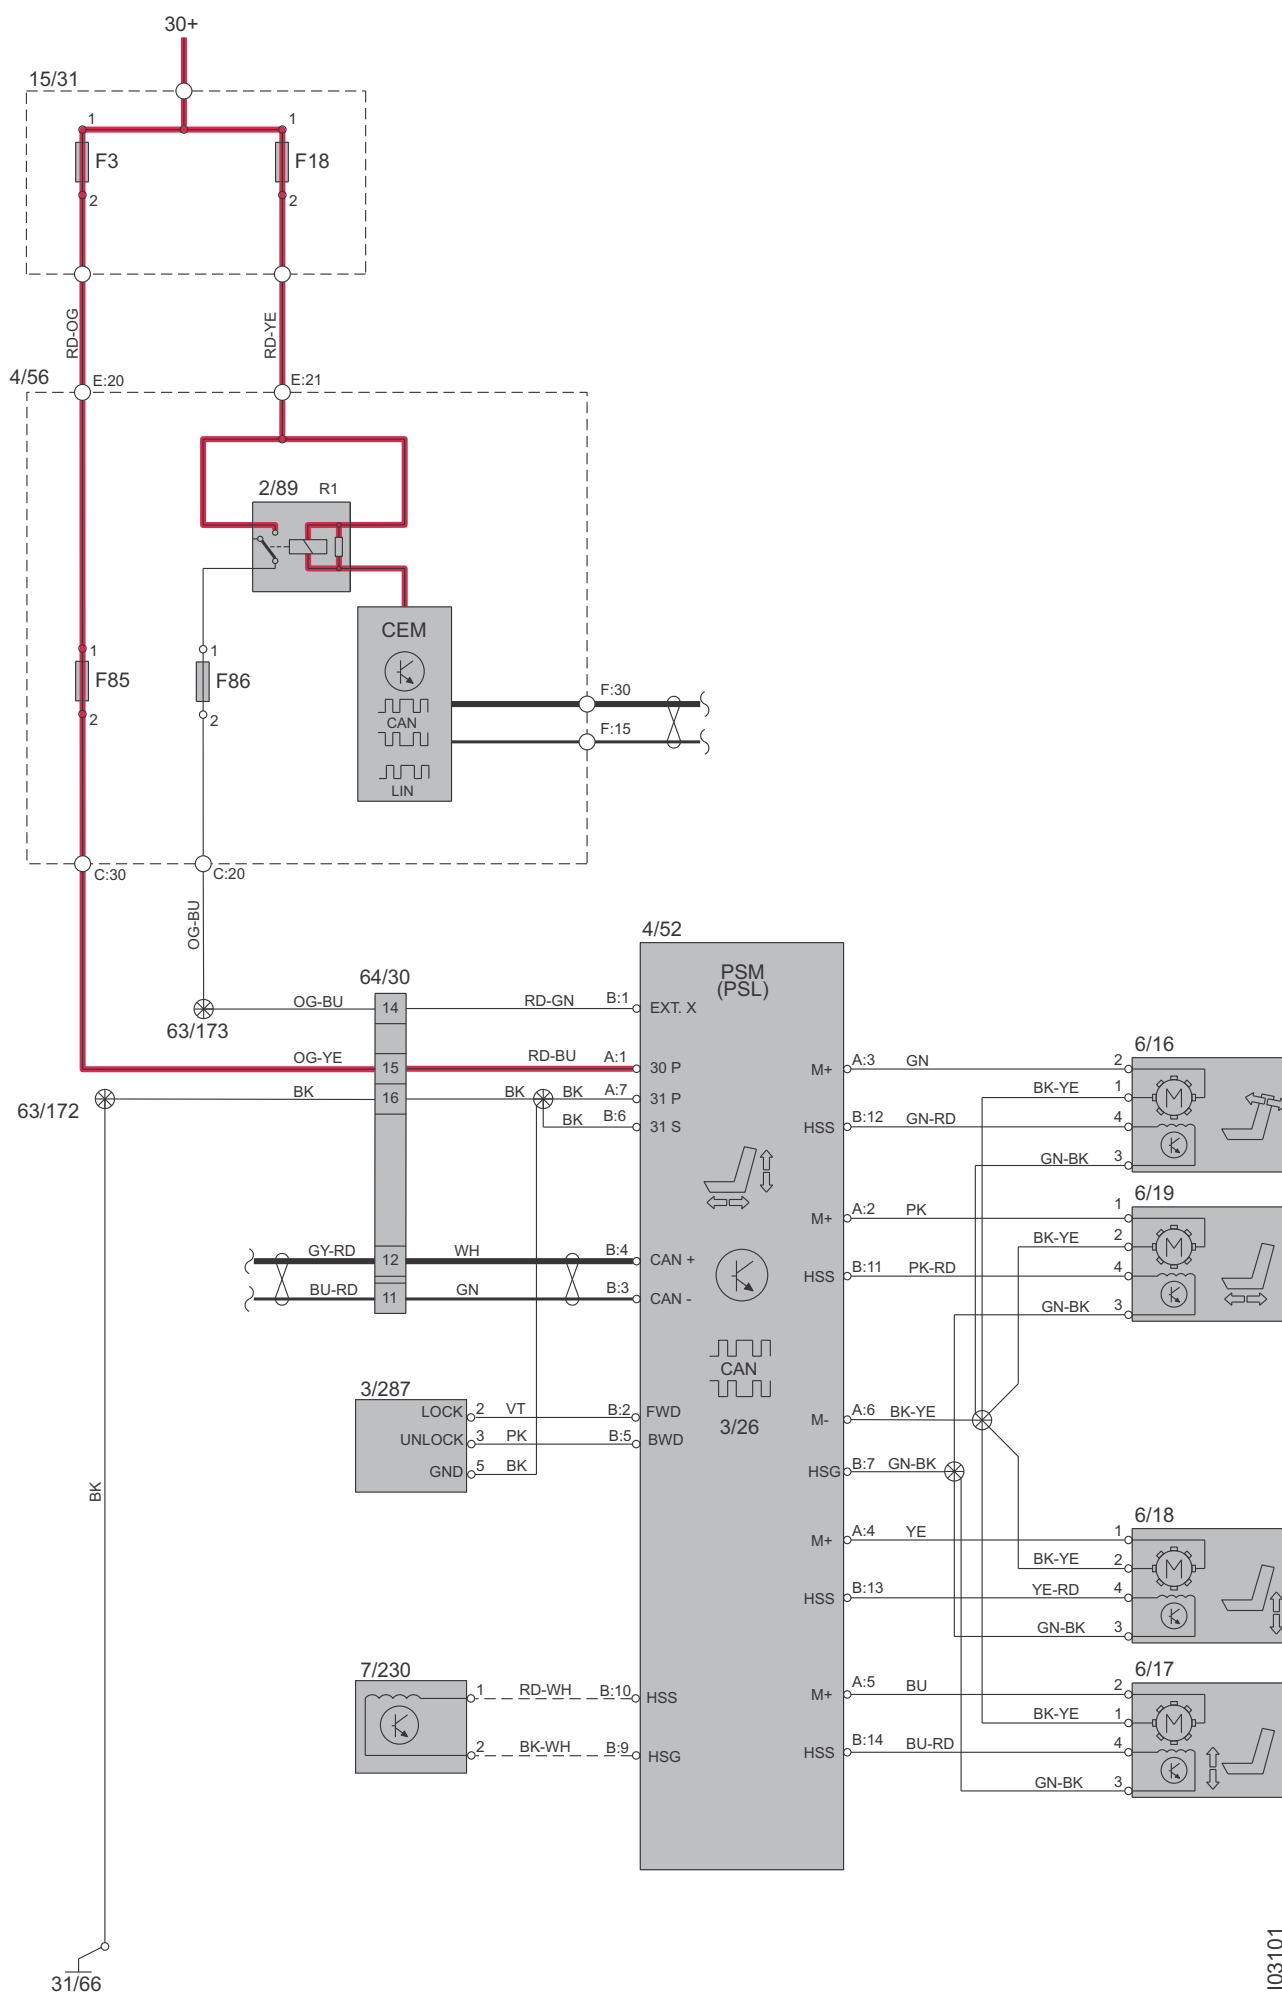 30+
15/31
1
1
F3
F18
2
2
RD-OG
RD-YE
4/56
E:20
E:21
2/89
R1
CEM
1
1
F85
F86
2
2
CAN
LIN
F:30
F:15
C:30
C:20
OG-BU
4/52
PSM
(PSL)
64/30
OG-BU
14
RD-GN
B:1
EXT. X
63/173
OG-YE
15
RD-BU
A:1
30 P
63/172
BK
16
BK
BK
A:7
31 P
BK
B:6
31 S
GY-RD
12
WH
B:4
CAN +
BU-RD
11
GN
B:3
CAN -
CAN
3/26
3/287
LOCK
2
VT
B:2
FWD
UNLOCK
3
PK
B:5
BWD
GND
5
BK
BK
7/230
1
RD-WH
B:10
HSS
2
BK-WH
B:9
HSG
31/66
6/16
M+
A:3
GN
2
BK-YE
1
M
HSS
B:12
GN-RD
4
GN-BK
3
6/19
M+
A:2
PK
1
BK-YE
2
M
HSS
B:11
PK-RD
4
GN-BK
3
M-
A:6
BK-YE
HSG
B:7
GN-BK
6/18
M+
A:4
YE
1
BK-YE
2
M
HSS
B:13
YE-RD
4
GN-BK
3
6/17
M+
A:5
BU
2
BK-YE
1
M
HSS
B:14
BU-RD
4
GN-BK
3
I03101